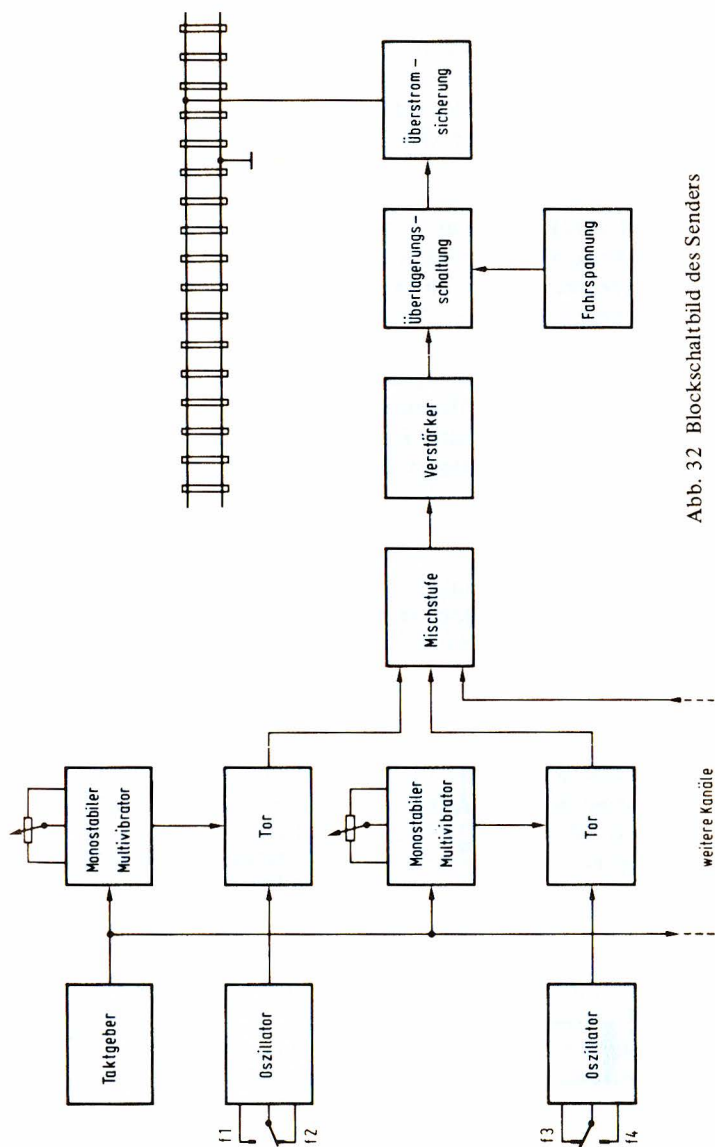 Taktgeber
Monostabiler
Multivibrator
f1
f2
Oszillator
Tor
Monostabiler
Multivibrator
f3
f4
Oszillator
Tor
weitere Kanäle
Mischstufe
Verstärker
Überlagerungs-
schaltung
Überstrom-
sicherung
Fahrspannung
Abb. 32 Blockschaltbild des Senders